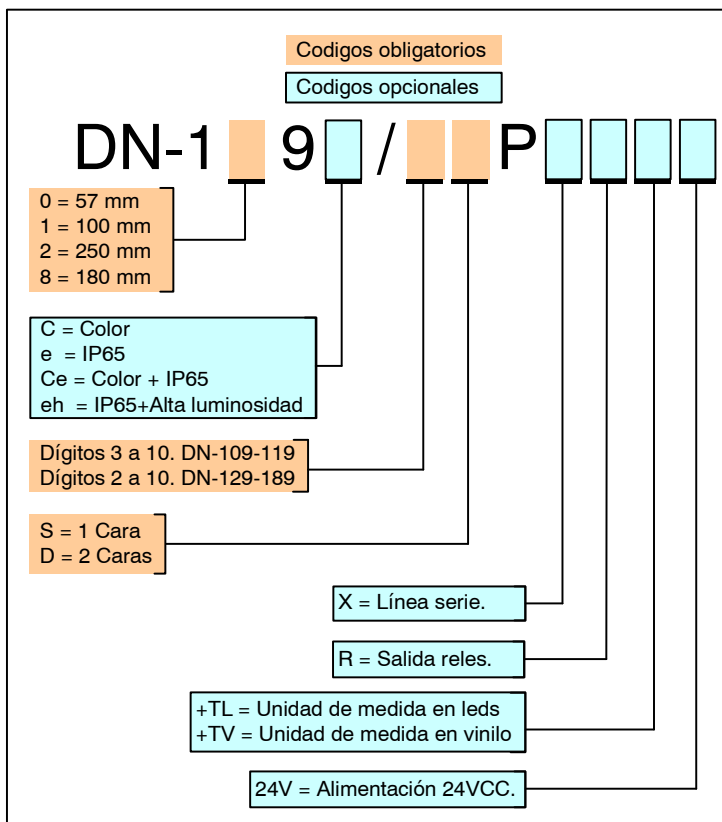 Codigos obligatorios
Codigos opcionales
DN-1 9 / P
0 = 57 mm
1 = 100 mm
2 = 250 mm
8 = 180 mm
C = Color
e = IP65
Ce = Color + IP65
eh = IP65+Alta luminosidad
Dígitos 3 a 10. DN-109-119
Dígitos 2 a 10. DN-129-189
S = 1 Cara
D = 2 Caras
X = Línea serie.
R = Salida reles.
+TL = Unidad de medida en leds
+TV = Unidad de medida en vinilo
24V = Alimentación 24VCC.